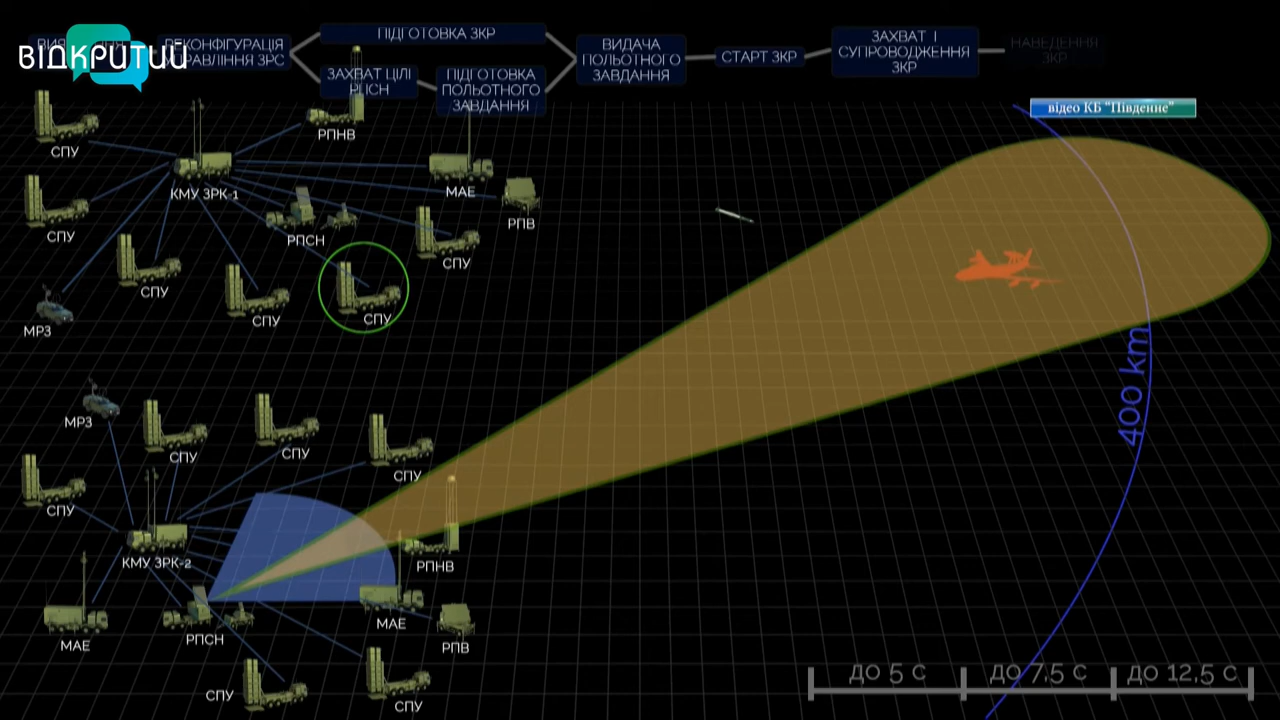 ВІДКРИТИЙ
РЕКОНФІГУРАЦІЯ
ПІДГОТОВКА ЗКР
ЗАХВАТ ЦІЛІ
РПСН
ПІДГОТОВКА
ПОЛЬОТНОГО
ЗАВДАННЯ
ВИДАЧА
ПОЛЬОТНОГО
ЗАВДАННЯ
СТАРТ ЗКР
ЗАХВАТ І
СУПРОВОДЖЕННЯ
ЗКР
НАВЕДЕННЯ
ЗКР
відео КБ "Південне"
СПУ
РПНВ
КМУ ЗРК-1
МАЕ
РПВ
СПУ
РПСН
СПУ
СПУ
СПУ
СПУ
МРЗ
400 km
МРЗ
СПУ
СПУ
СПУ
СПУ
КМУ ЗРК-2
РПНВ
МАЕ
РПСН
МАЕ
РПВ
СПУ
СПУ
ДО 5 С
ДО 7,5 С
ДО 12,5 С